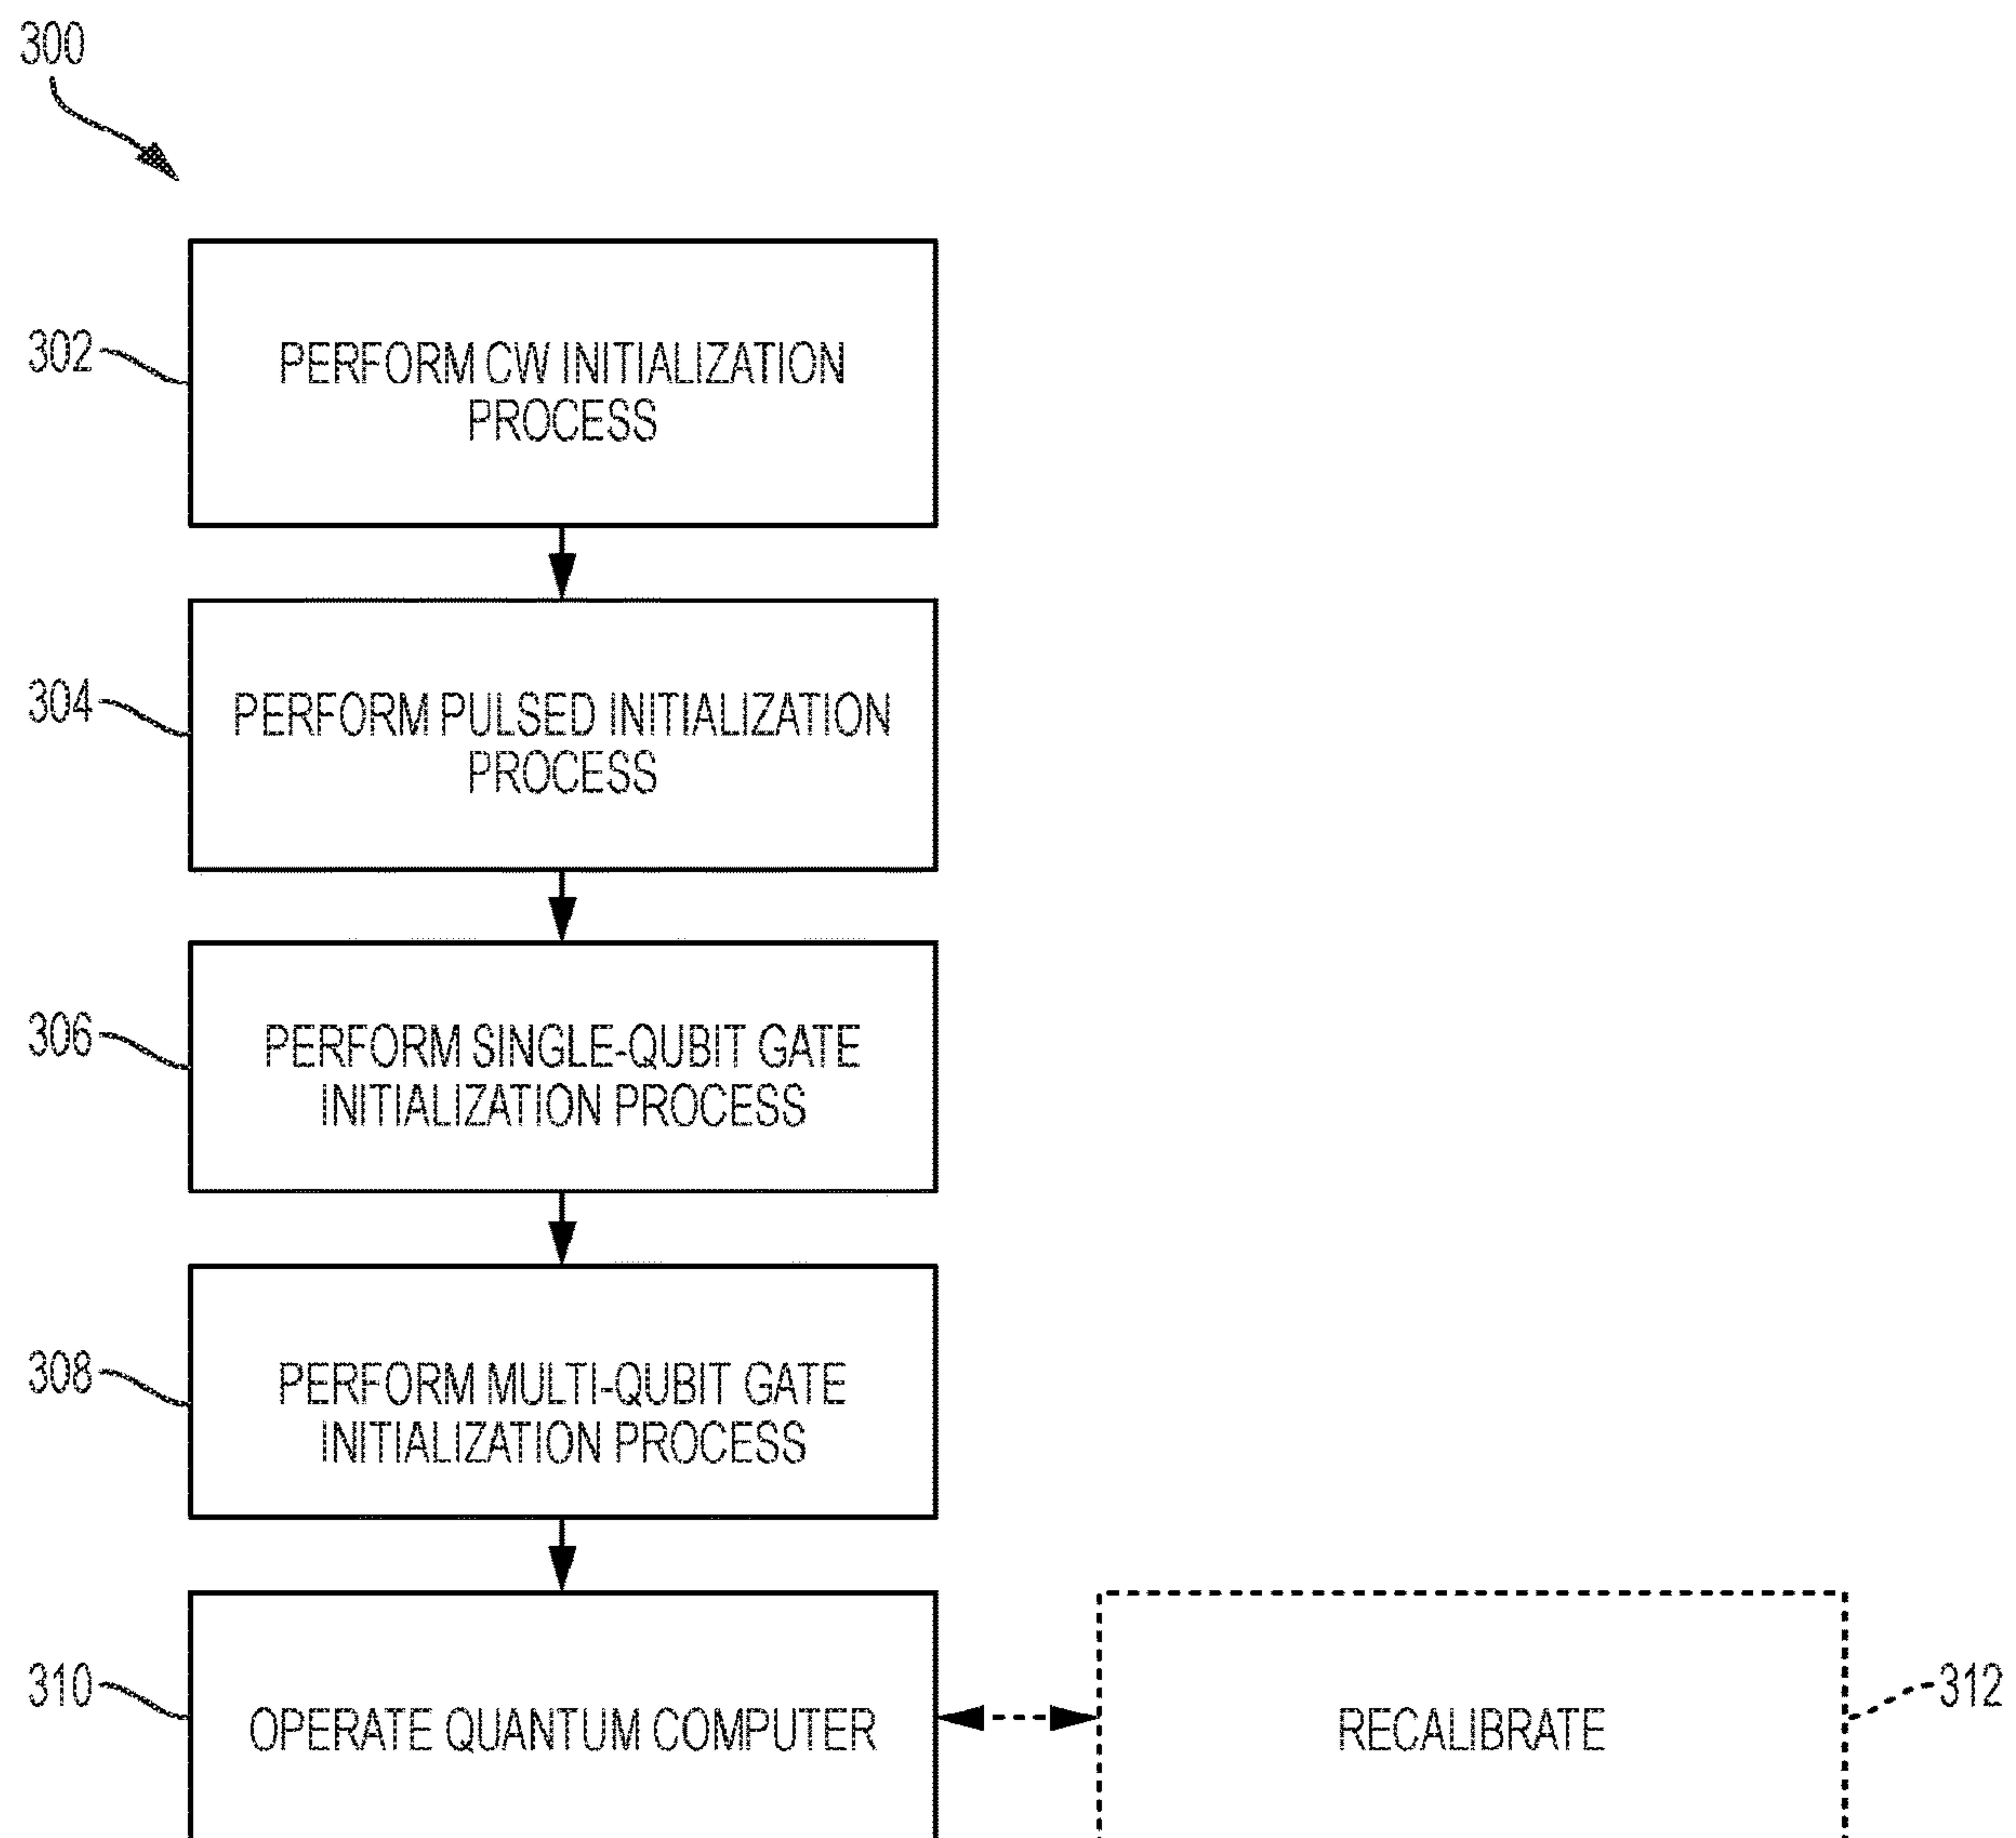 300
302
PERFORM CW INITIALIZATION
PROCESS
304
PERFORM PULSED INITIALIZATION
PROCESS
306
PERFORM SINGLE-QUBIT GATE
INITIALIZATION PROCESS
308
PERFORM MULTI-QUBIT GATE
INITIALIZATION PROCESS
310
OPERATE QUANTUM COMPUTER
RECALIBRATE
312